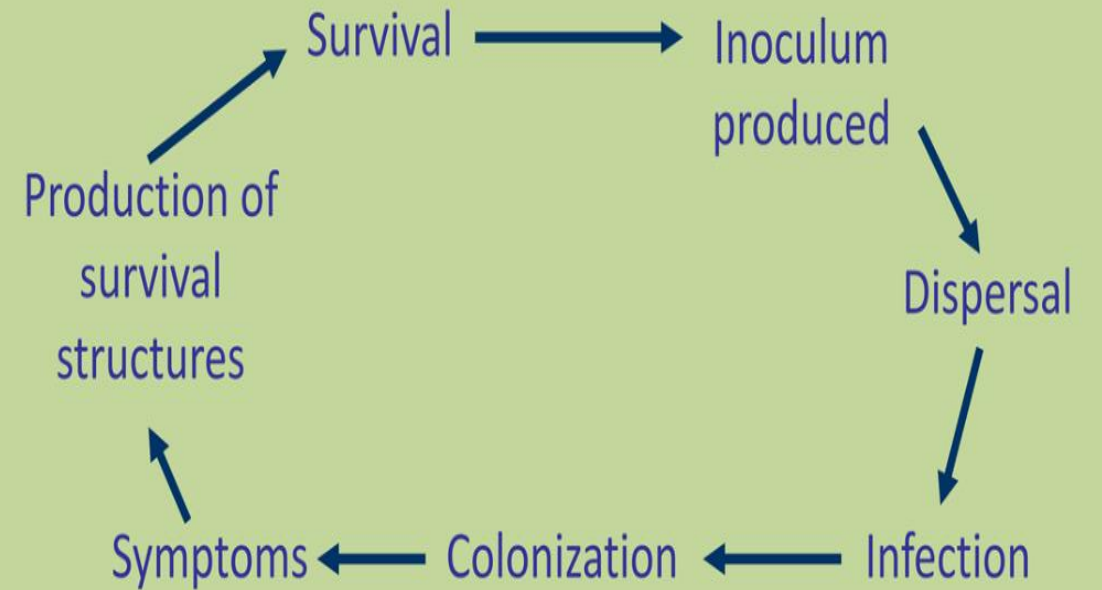 Survival
Inoculum
produced
Dispersal
Infection
Colonization
Symptoms
Production of
survival
structures